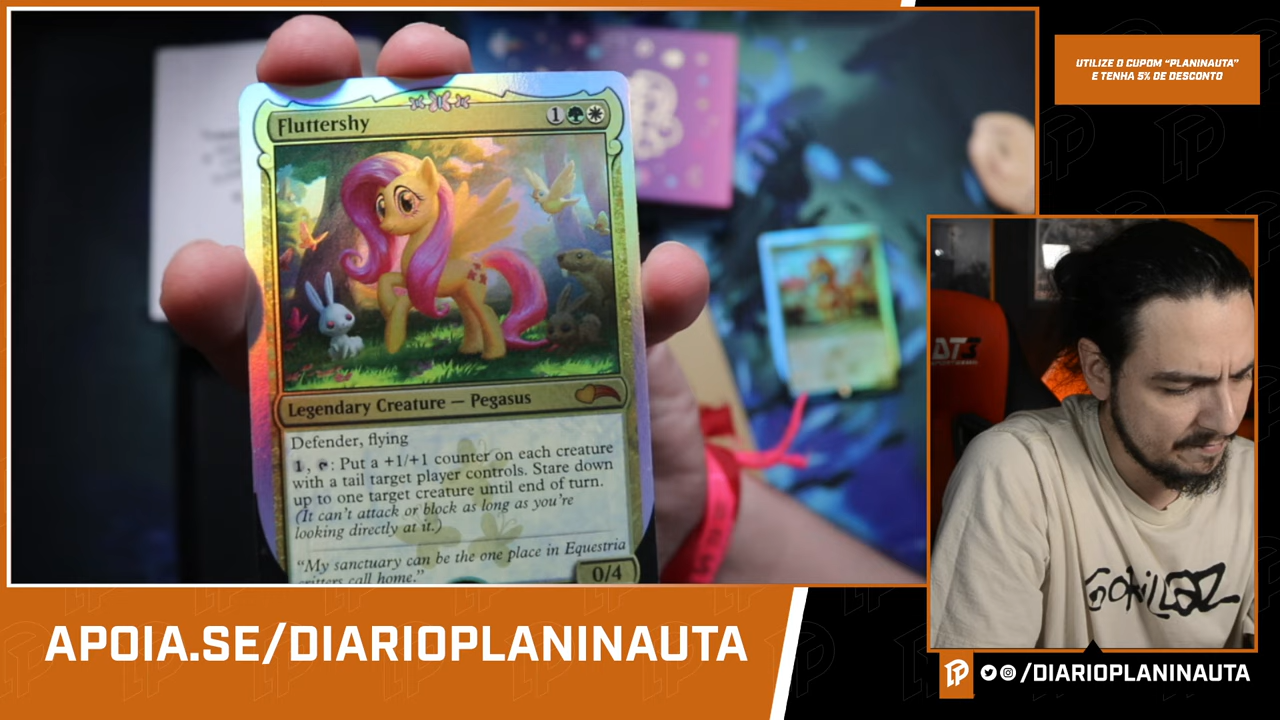 UTILIZE O CUPOM "PLANINAUTA"
E TENHA 5% DE DESCONTO
Fluttershy
1
Legendary Creature — Pegasus
Defender, flying
1, : Put a +1/+1 counter on each creature
with a tail target player controls. Stare down
up to one target creature until end of turn.
(It can't attack or block as long as you're
looking directly at it.)
"My sanctuary can be the one place in Equestria
critters call home."
0/4
DT3
GORILLAZ
APOIA.SE/DIARIOPLANINAUTA
/DIARIOPLANINAUTA